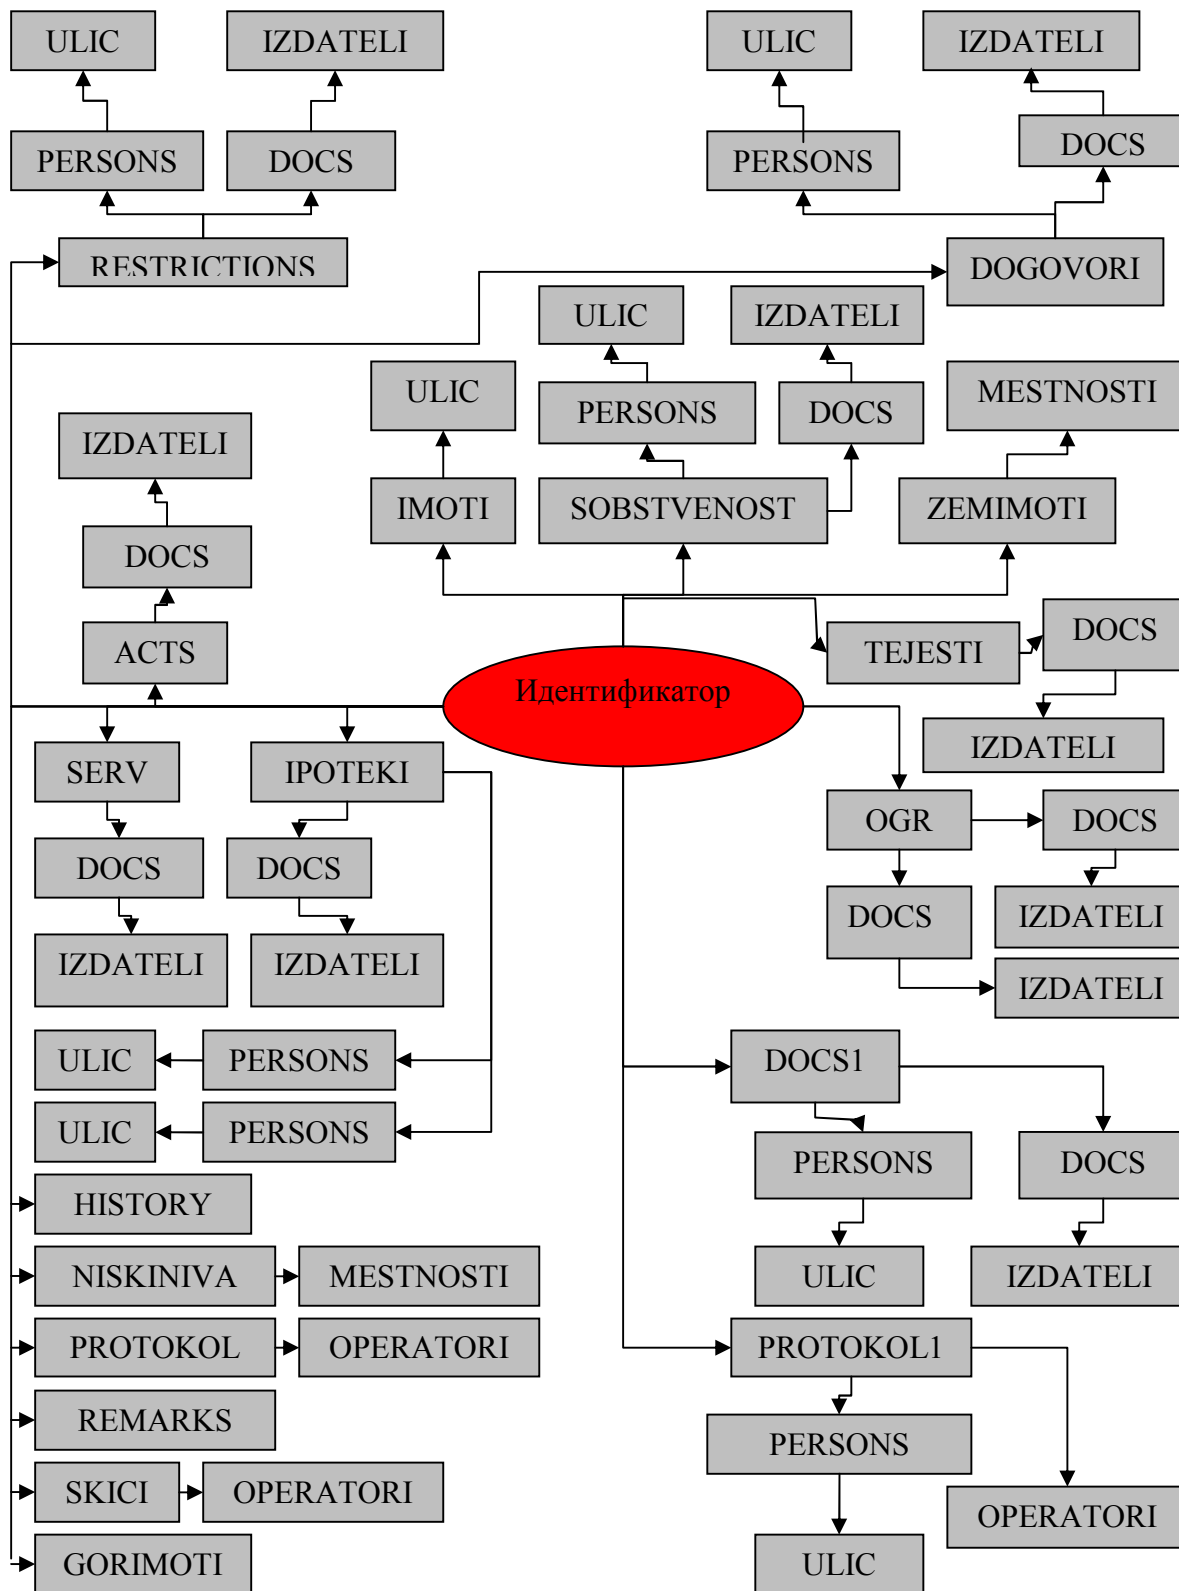 ULIC
IZDATELI
ULIC
IZDATELI
PERSONS
DOCS
PERSONS
DOCS
RESTRICTIONS
DOGOVORI
ULIC
IZDATELI
ULIC
PERSONS
DOCS
MESTNOSTI
IZDATELI
IMOTI
SOBSTVENOST
ZEMIMOTI
DOCS
ACTS
TEJESTI
DOCS
Идентификатор
IZDATELI
SERV
IPOTEKI
OGR
DOCS
DOCS
DOCS
DOCS
IZDATELI
IZDATELI
IZDATELI
IZDATELI
ULIC
PERSONS
DOCS1
ULIC
PERSONS
PERSONS
DOCS
HISTORY
NISKINIVA
MESTNOSTI
ULIC
IZDATELI
PROTOKOL
OPERATORI
PROTOKOL1
REMARKS
PERSONS
SKICI
OPERATORI
OPERATORI
GORIMOTI
ULIC